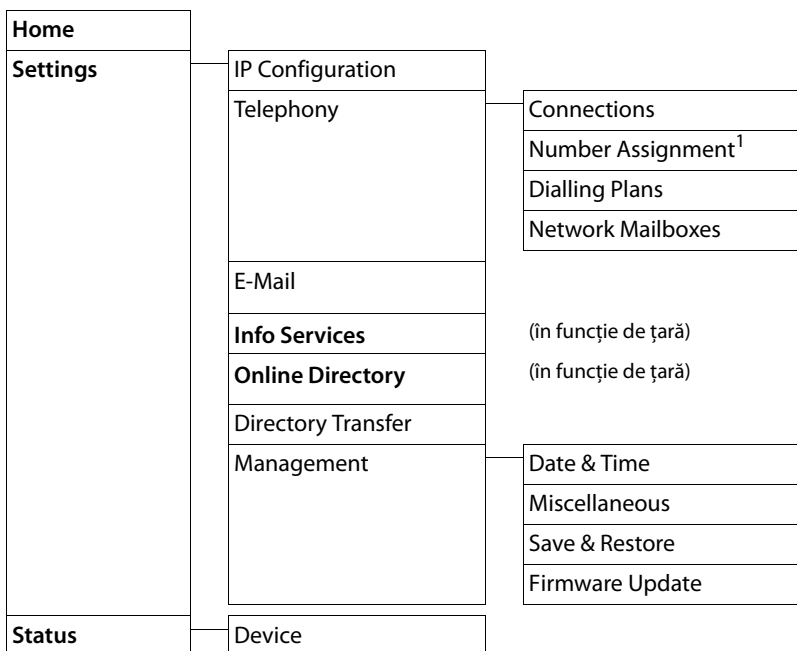 Home
Settings
IP Configuration
Telephony
Connections
Number Assignment¹
Dialling Plans
Network Mailboxes
E-Mail
Info Services
(în funcție de țară)
Online Directory
(în funcție de țară)
Directory Transfer
Management
Date & Time
Miscellaneous
Save & Restore
Firmware Update
Status
Device